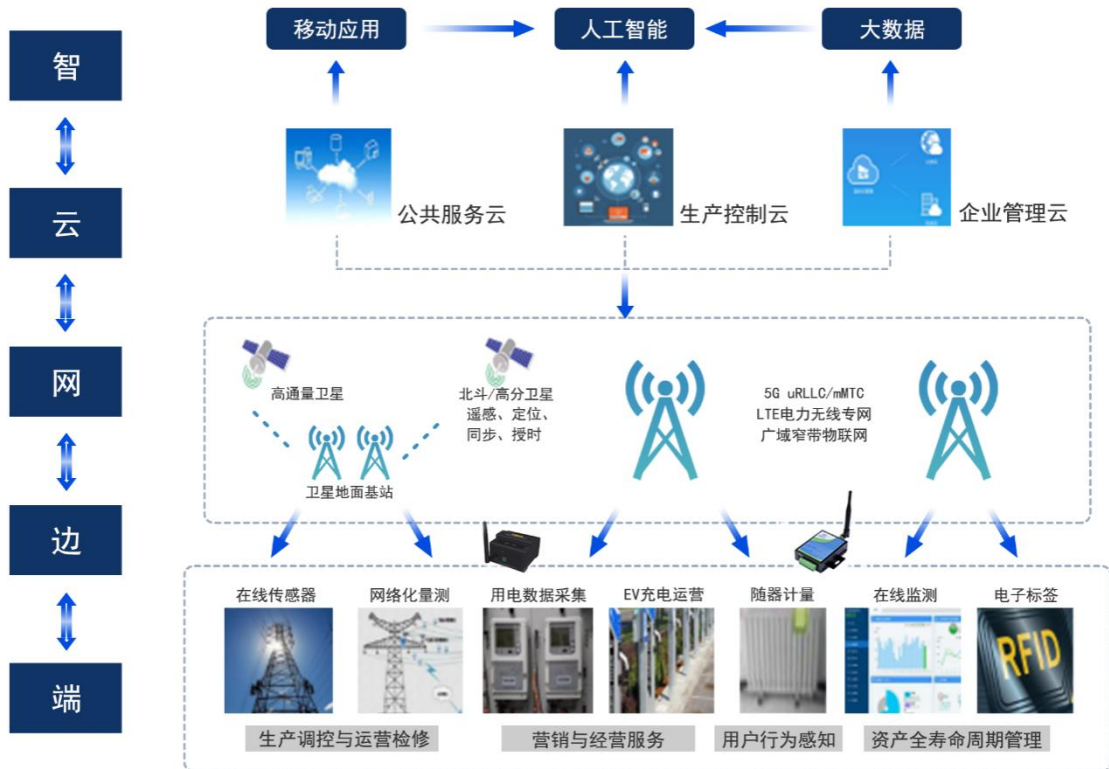 智
云
网
边
端
移动应用
人工智能
大数据
公共服务云
生产控制云
企业管理云
高通量卫星
北斗/高分卫星
遥感、定位、
同步、授时
卫星地面基站
5G uRLLC/mMTC
LTE电力无线专网
广域窄带物联网
在线传感器
网络化量测
用电数据采集
EV充电运营
随器计量
在线监测
电子标签
RFID
生产调控与运营检修
营销与经营服务
用户行为感知
资产全寿命周期管理